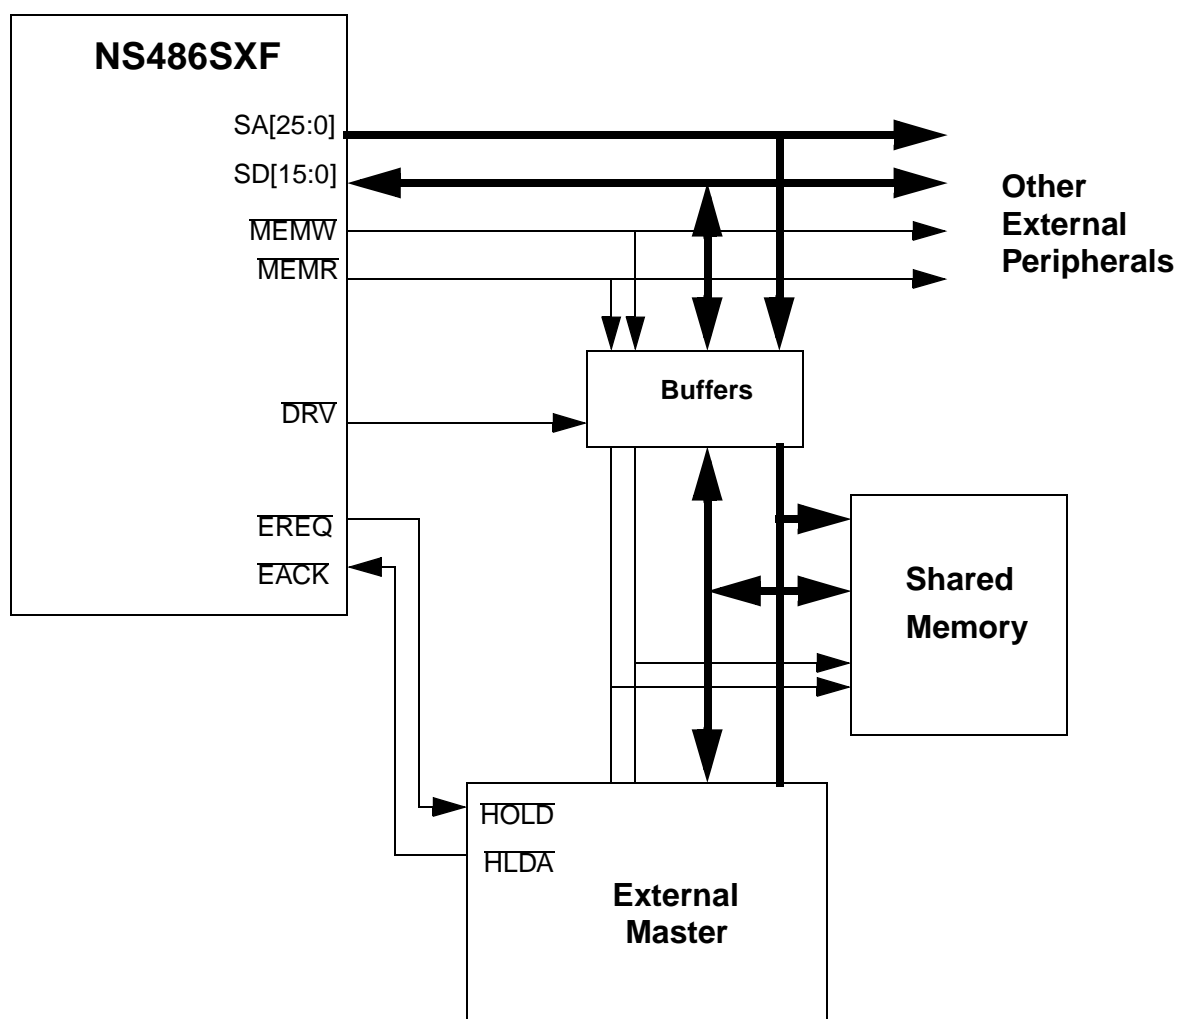 NS486SXF
SA[25:0]
SD[15:0]
MEMW
MEMR
DRV
EREQ
EACK
Other
External
Peripherals
Buffers
Shared
Memory
HOLD
HLDA
External
Master